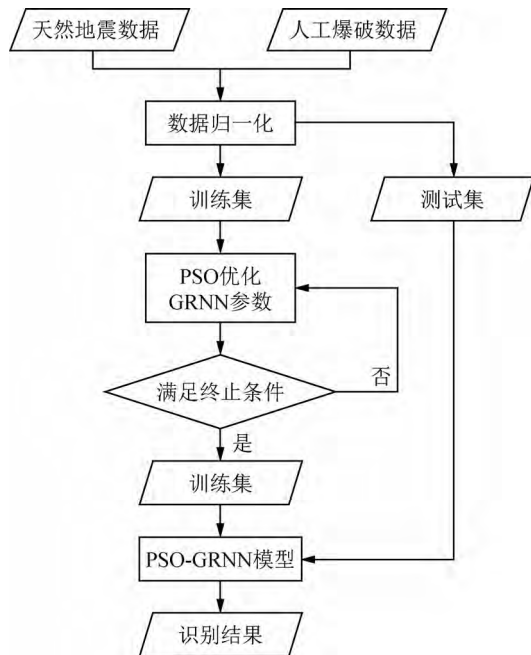 天然地震数据
人工爆破数据
数据归一化
训练集
测试集
PSO优化
GRNN参数
满足终止条件
否
是
训练集
PSO-GRNN模型
识别结果